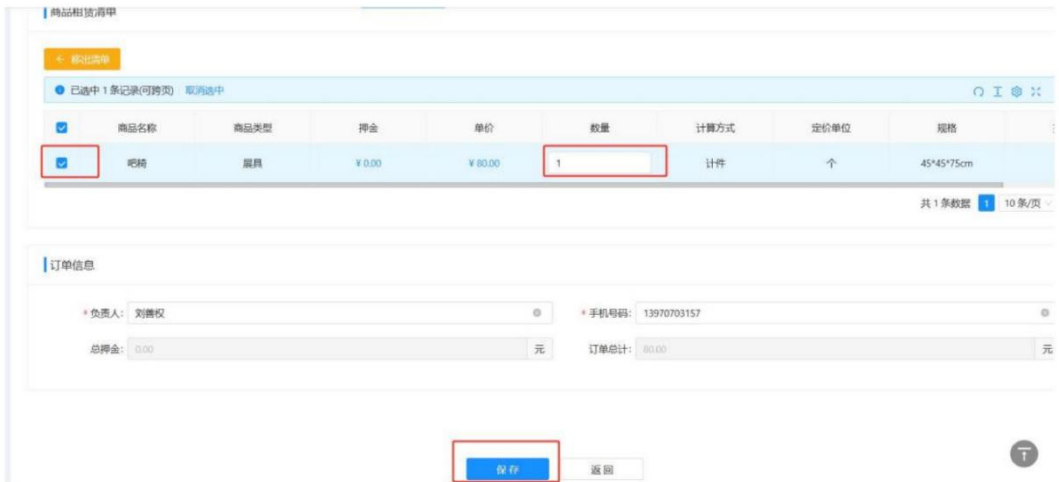 商品租赁清单
← 移出清单
已选中 1 条记录(可跨页) 取消选中
商品名称 商品类型 押金 单价 数量 计算方式 定价单位 规格
吧椅 展具 ¥ 0.00 ¥ 80.00 1 计件 个 45*45*75cm
共 1 条数据 1 10 条/页
订单信息
* 负责人: 刘善权 * 手机号码: 13970703157
总押金: 0.00 元 订单总计: 80.00 元
保存 返回